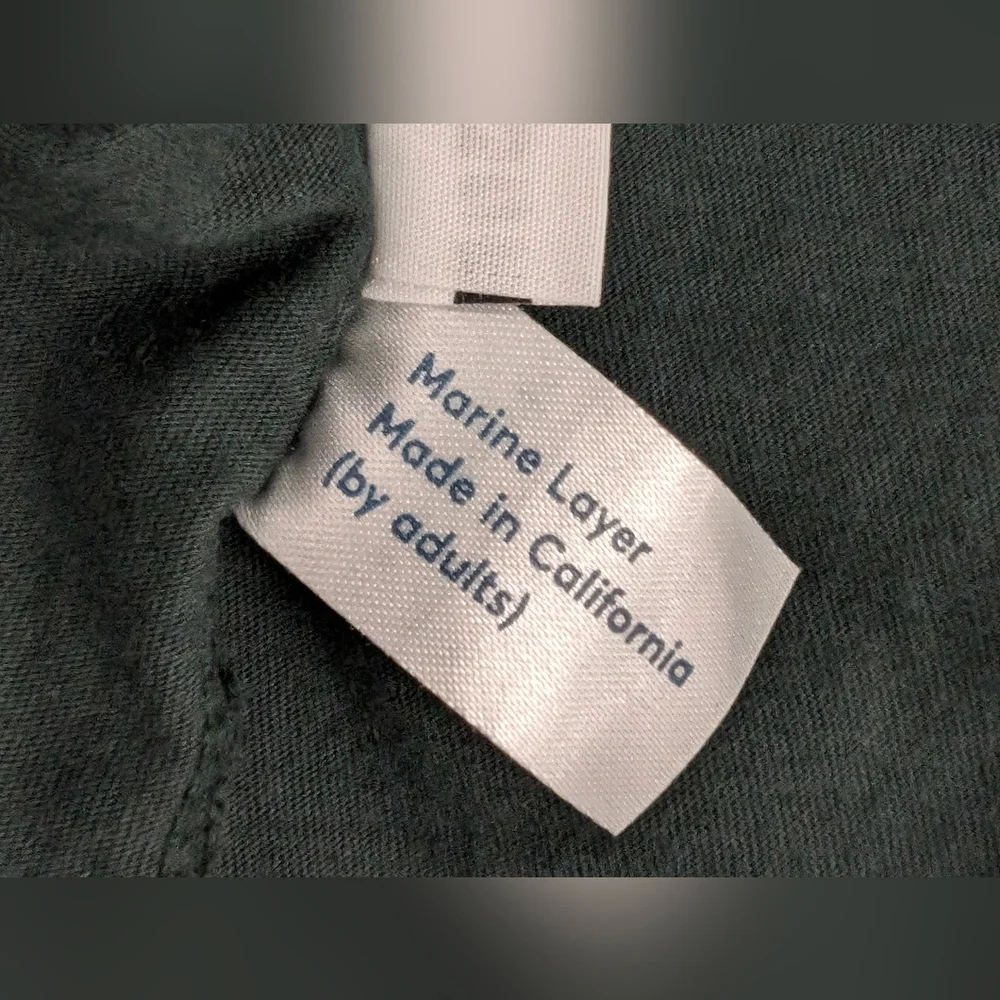 Marine Layer
Made in California
(by adults)